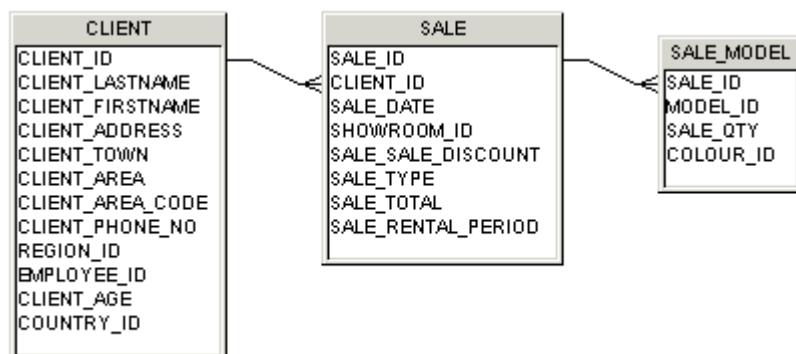 CLIENT
CLIENT_ID
CLIENT_LASTNAME
CLIENT_FIRSTNAME
CLIENT_ADDRESS
CLIENT_TOWN
CLIENT_AREA
CLIENT_AREA_CODE
CLIENT_PHONE_NO
REGION_ID
EMPLOYEE_ID
CLIENT_AGE
COUNTRY_ID
SALE
SALE_ID
CLIENT_ID
SALE_DATE
SHOWROOM_ID
SALE_SALE_DISCOUNT
SALE_TYPE
SALE_TOTAL
SALE_RENTAL_PERIOD
SALE_MODEL
SALE_ID
MODEL_ID
SALE_QTY
COLOUR_ID